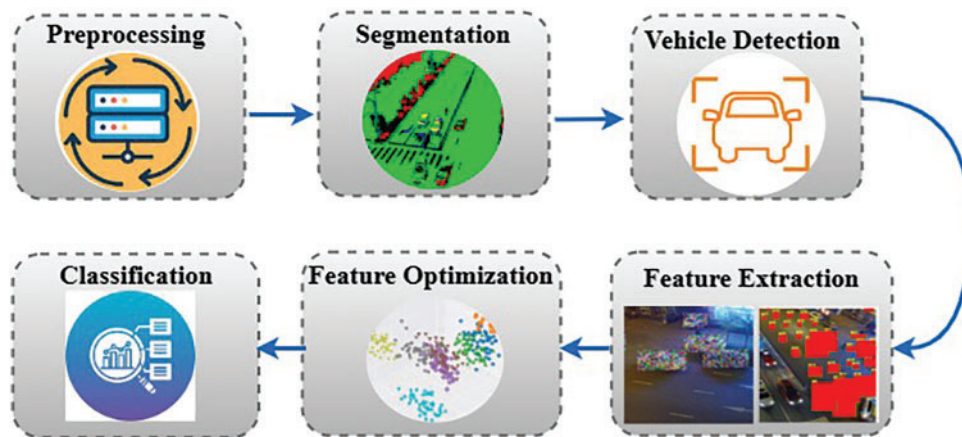 Preprocessing
Segmentation
Vehicle Detection
Feature Extraction
Feature Optimization
Classification